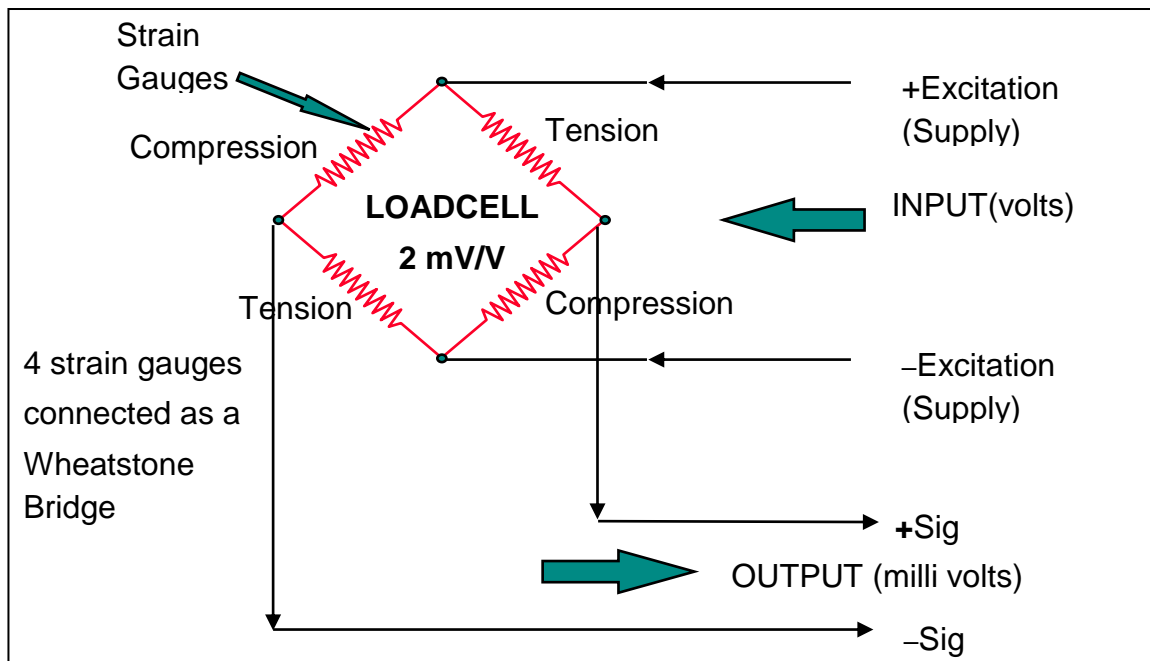 Strain
Gauges
+Excitation
(Supply)
Compression
Tension
INPUT(volts)
LOADCELL
2 mV/V
Tension
Compression
4 strain gauges
connected as a
Wheatstone
Bridge
–Excitation
(Supply)
+Sig
OUTPUT (milli volts)
–Sig